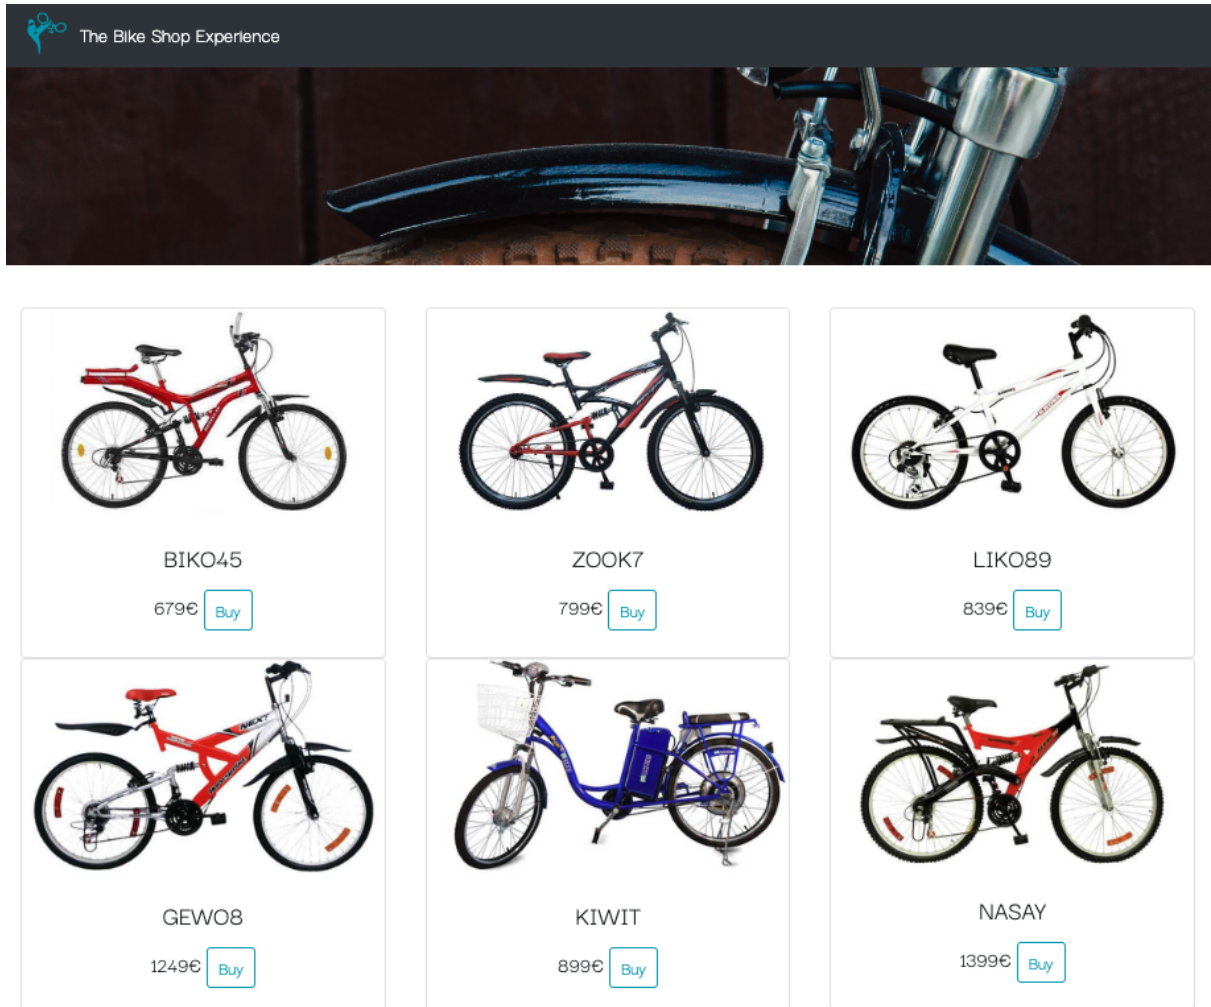 The Bike Shop Experience
BIKO45
ZOOK7
LIKO89
679€ Buy
799€ Buy
839€ Buy
NEXT
GEWO8
KIWIT
NASAY
1249€ Buy
899€ Buy
1399€ Buy